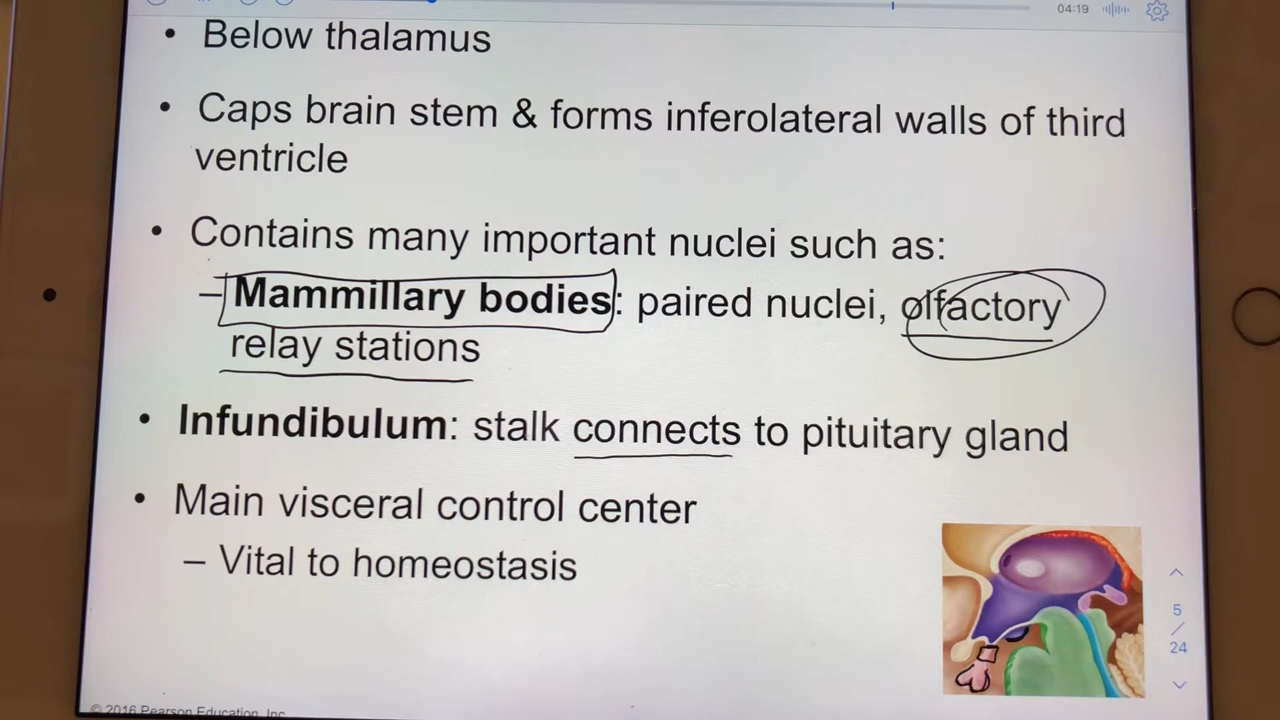 04:19
• Below thalamus
• Caps brain stem & forms inferolateral walls of third
ventricle
• Contains many important nuclei such as:
– Mammillary bodies: paired nuclei, olfactory
relay stations
• Infundibulum: stalk connects to pituitary gland
• Main visceral control center
– Vital to homeostasis
5
/
24
© 2016 Pearson Education, Inc